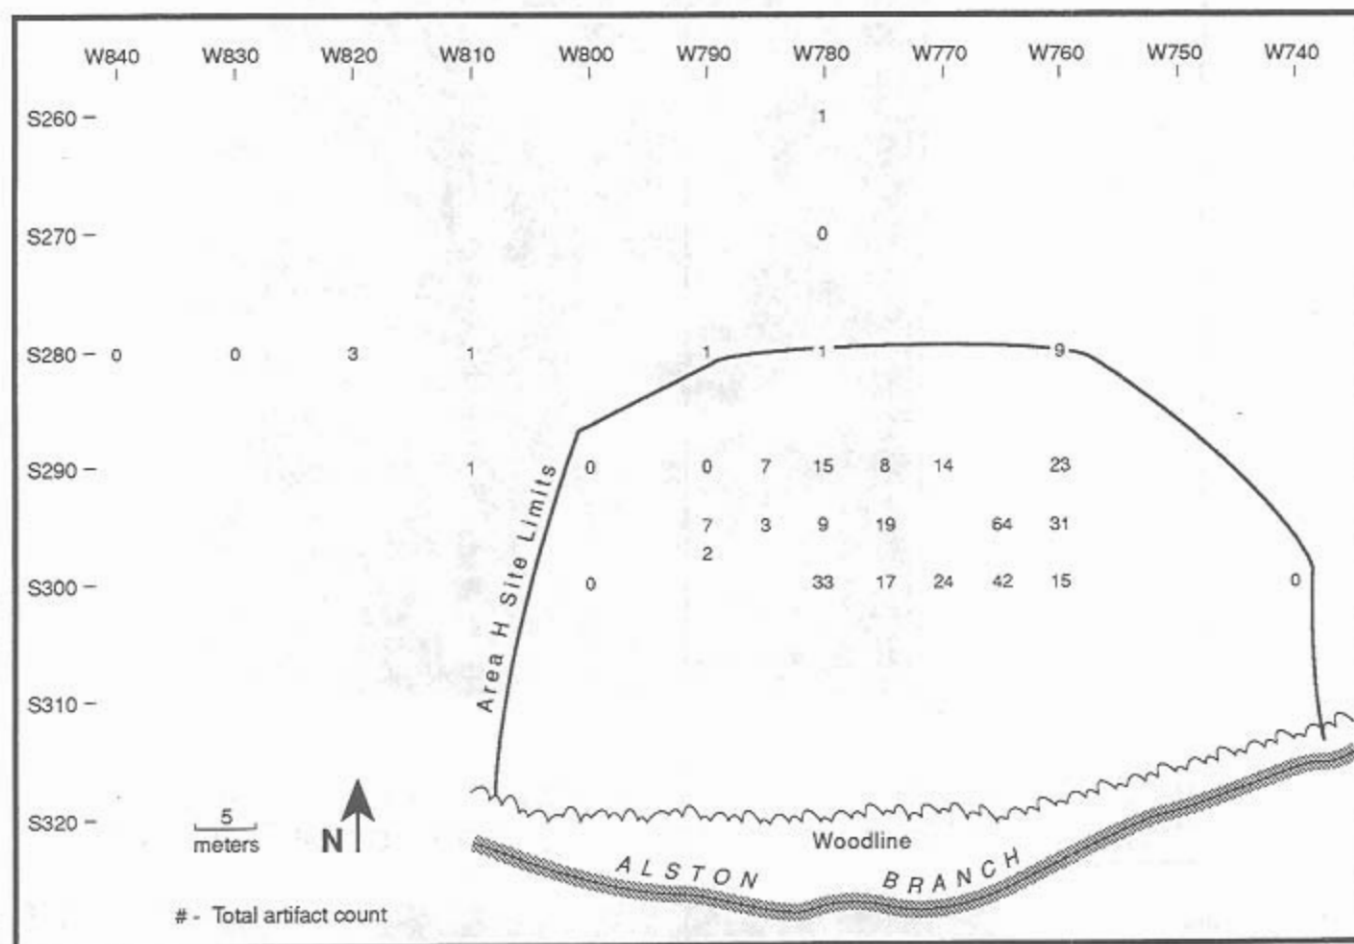 W840 W830 W820 W810 W800 W790 W780 W770 W760 W750 W740
S260 1
S270 0
S280 0 0 3 1 1 1 9
S290 1 0 0 7 15 8 14 23
7 3 9 19 64 31
2
S300 0 33 17 24 42 15 0
Area H Site Limits
S310
S320
5
meters
N
Woodline
ALSTON BRANCH
# - Total artifact count